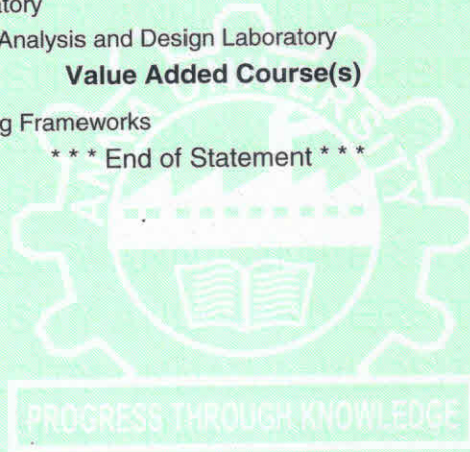 atory
Analysis and Design Laboratory
Value Added Course(s)
g Frameworks
* * * End of Statement * * *
PROGRESS THROUGH KNOWLEDGE